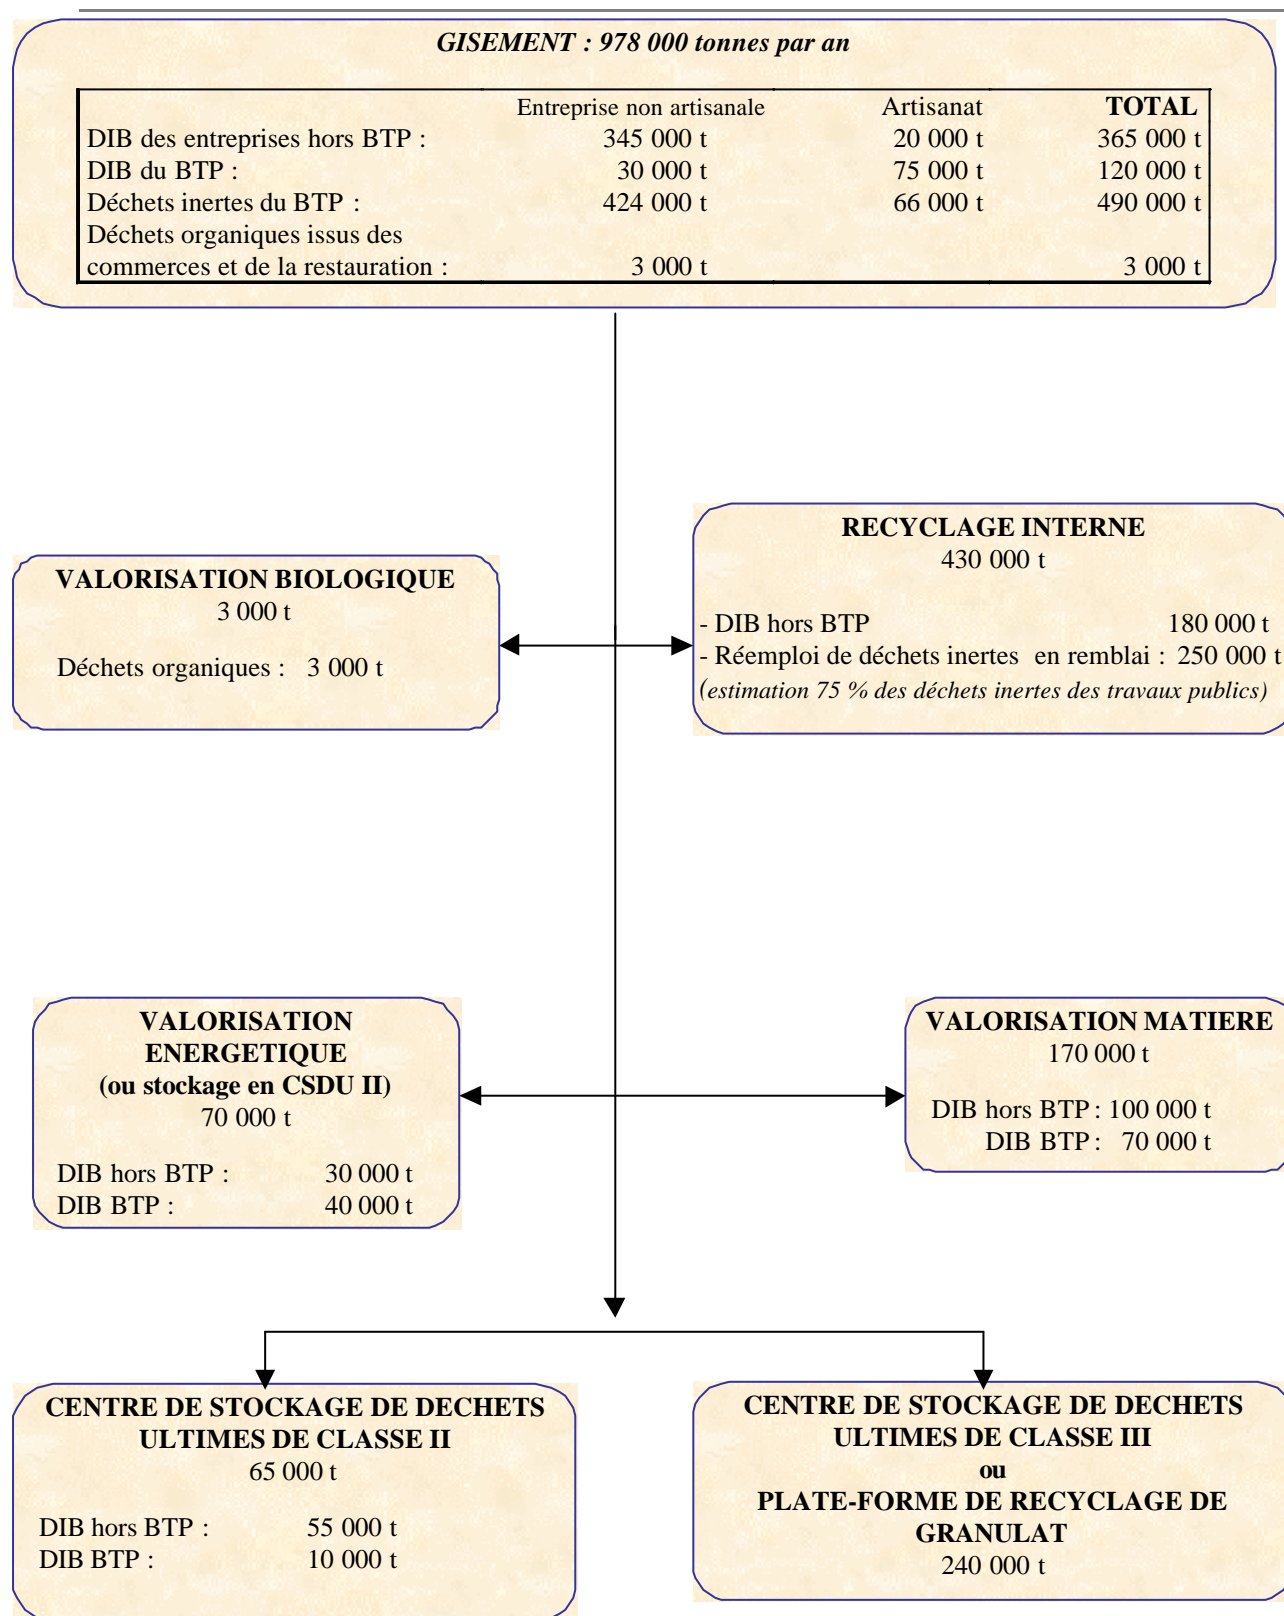 GISEMENT : 978 000 tonnes par an
Entreprise non artisanale Artisanat TOTAL
DIB des entreprises hors BTP : 345 000 t 20 000 t 365 000 t
DIB du BTP : 30 000 t 75 000 t 120 000 t
Déchets inertes du BTP : 424 000 t 66 000 t 490 000 t
Déchets organiques issus des
commerces et de la restauration : 3 000 t 3 000 t
RECYCLAGE INTERNE
430 000 t
- DIB hors BTP 180 000 t
- Réemploi de déchets inertes en remblai : 250 000 t
(estimation 75 % des déchets inertes des travaux publics)
VALORISATION BIOLOGIQUE
3 000 t
Déchets organiques : 3 000 t
VALORISATION
ENERGETIQUE
(ou stockage en CSDU II)
70 000 t
DIB hors BTP : 30 000 t
DIB BTP : 40 000 t
VALORISATION MATIERE
170 000 t
DIB hors BTP : 100 000 t
DIB BTP : 70 000 t
CENTRE DE STOCKAGE DE DECHETS
ULTIMES DE CLASSE II
65 000 t
DIB hors BTP : 55 000 t
DIB BTP : 10 000 t
CENTRE DE STOCKAGE DE DECHETS
ULTIMES DE CLASSE III
ou
PLATE-FORME DE RECYCLAGE DE
GRANULAT
240 000 t